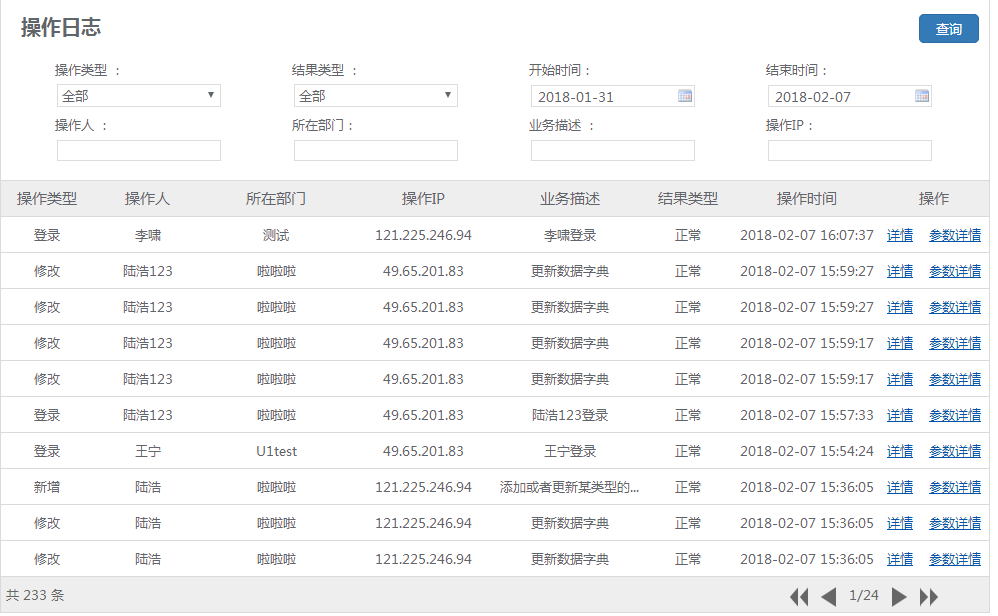 操作日志
查询
操作类型 ： 结果类型 ： 开始时间： 结束时间：
全部 全部 2018-01-31 2018-02-07
操作人 ： 所在部门： 业务描述 ： 操作IP：
操作类型 操作人 所在部门 操作IP 业务描述 结果类型 操作时间 操作
登录 李啸 测试 121.225.246.94 李啸登录 正常 2018-02-07 16:07:37 详情 参数详情
修改 陆浩123 啦啦啦 49.65.201.83 更新数据字典 正常 2018-02-07 15:59:27 详情 参数详情
修改 陆浩123 啦啦啦 49.65.201.83 更新数据字典 正常 2018-02-07 15:59:27 详情 参数详情
修改 陆浩123 啦啦啦 49.65.201.83 更新数据字典 正常 2018-02-07 15:59:17 详情 参数详情
修改 陆浩123 啦啦啦 49.65.201.83 更新数据字典 正常 2018-02-07 15:59:17 详情 参数详情
登录 陆浩123 啦啦啦 49.65.201.83 陆浩123登录 正常 2018-02-07 15:57:33 详情 参数详情
登录 王宁 U1test 49.65.201.83 王宁登录 正常 2018-02-07 15:54:24 详情 参数详情
新增 陆浩 啦啦啦 121.225.246.94 添加或者更新某类型的... 正常 2018-02-07 15:36:05 详情 参数详情
修改 陆浩 啦啦啦 121.225.246.94 更新数据字典 正常 2018-02-07 15:36:05 详情 参数详情
修改 陆浩 啦啦啦 121.225.246.94 更新数据字典 正常 2018-02-07 15:36:05 详情 参数详情
共 233 条 1/24